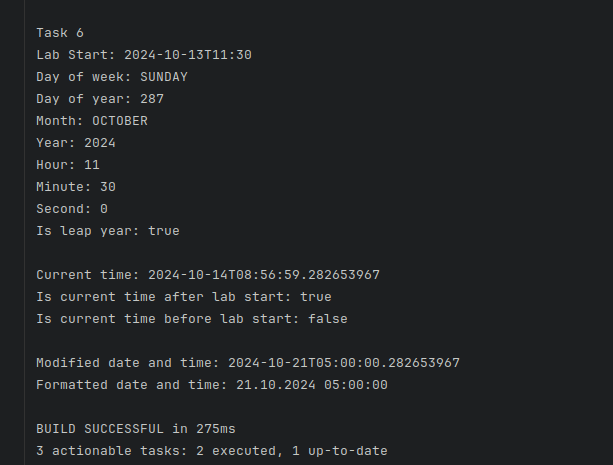 Task 6
Lab Start: 2024-10-13T11:30
Day of week: SUNDAY
Day of year: 287
Month: OCTOBER
Year: 2024
Hour: 11
Minute: 30
Second: 0
Is leap year: true
Current time: 2024-10-14T08:56:59.282653967
Is current time after lab start: true
Is current time before lab start: false
Modified date and time: 2024-10-21T05:00:00.282653967
Formatted date and time: 21.10.2024 05:00:00
BUILD SUCCESSFUL in 275ms
3 actionable tasks: 2 executed, 1 up-to-date